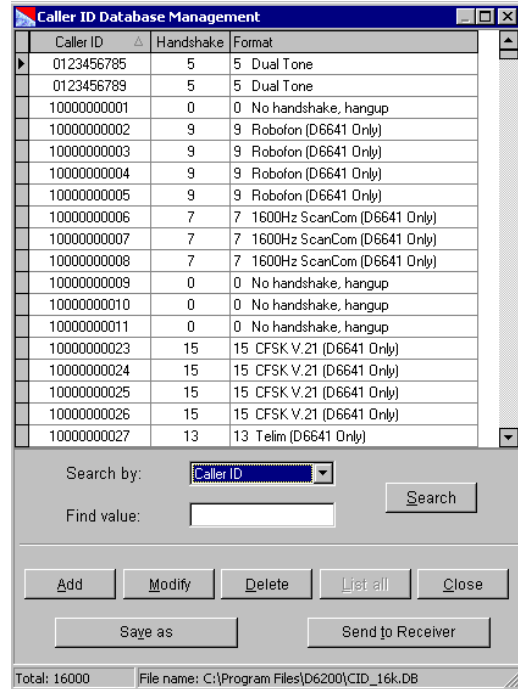 Caller ID Database Management
Caller ID Handshake Format
0123456785 5 5 Dual Tone
0123456789 5 5 Dual Tone
10000000001 0 0 No handshake, hangup
10000000002 9 9 Robofon (D6641 Only)
10000000003 9 9 Robofon (D6641 Only)
10000000004 9 9 Robofon (D6641 Only)
10000000005 9 9 Robofon (D6641 Only)
10000000006 7 7 1600Hz ScanCom (D6641 Only)
10000000007 7 7 1600Hz ScanCom (D6641 Only)
10000000008 7 7 1600Hz ScanCom (D6641 Only)
10000000009 0 0 No handshake, hangup
10000000010 0 0 No handshake, hangup
10000000011 0 0 No handshake, hangup
10000000023 15 15 CFSK V.21 (D6641 Only)
10000000024 15 15 CFSK V.21 (D6641 Only)
10000000025 15 15 CFSK V.21 (D6641 Only)
10000000026 15 15 CFSK V.21 (D6641 Only)
10000000027 13 13 Telim (D6641 Only)
Search by: Caller ID
Search
Find value:
Add Modify Delete List all Close
Save as Send to Receiver
Total: 16000 File name: C:\Program Files\D6200\CID_16k.DB